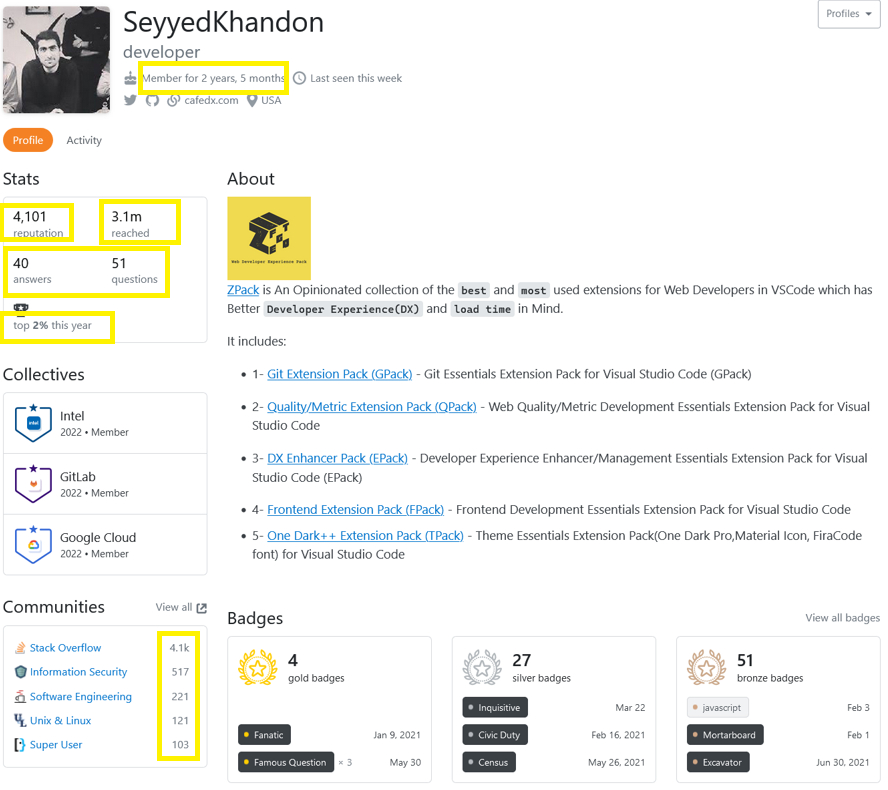 SeyyedKhandon
Profiles
developer
Member for 2 years, 5 months
Last seen this week
cafedx.com
USA
Profile
Activity
Stats
4,101
reputation
3.1m
reached
40
answers
51
questions
top 2% this year
Collectives
Intel
2022 • Member
GitLab
2022 • Member
Google Cloud
2022 • Member
Communities
View all
Stack Overflow 4.1k
Information Security 517
Software Engineering 221
Unix & Linux 121
Super User 103
About
Web Developer Experience Pack
ZPack is An Opinionated collection of the best and most used extensions for Web Developers in VSCode which has
Better Developer Experience(DX) and load time in Mind.
It includes:
• 1- Git Extension Pack (GPack) - Git Essentials Extension Pack for Visual Studio Code (GPack)
• 2- Quality/Metric Extension Pack (QPack) - Web Quality/Metric Development Essentials Extension Pack for Visual
Studio Code
• 3- DX Enhancer Pack (EPack) - Developer Experience Enhancer/Management Essentials Extension Pack for Visual
Studio Code (EPack)
• 4- Frontend Extension Pack (FPack) - Frontend Development Essentials Extension Pack for Visual Studio Code
• 5- One Dark++ Extension Pack (TPack) - Theme Essentials Extension Pack(One Dark Pro,Material Icon, FiraCode
font) for Visual Studio Code
Badges
View all badges
4
gold badges
Fanatic Jan 9, 2021
Famous Question × 3 May 30
27
silver badges
Inquisitive Mar 22
Civic Duty Feb 16, 2021
Census May 26, 2021
51
bronze badges
javascript Feb 3
Mortarboard Feb 1
Excavator Jun 30, 2021